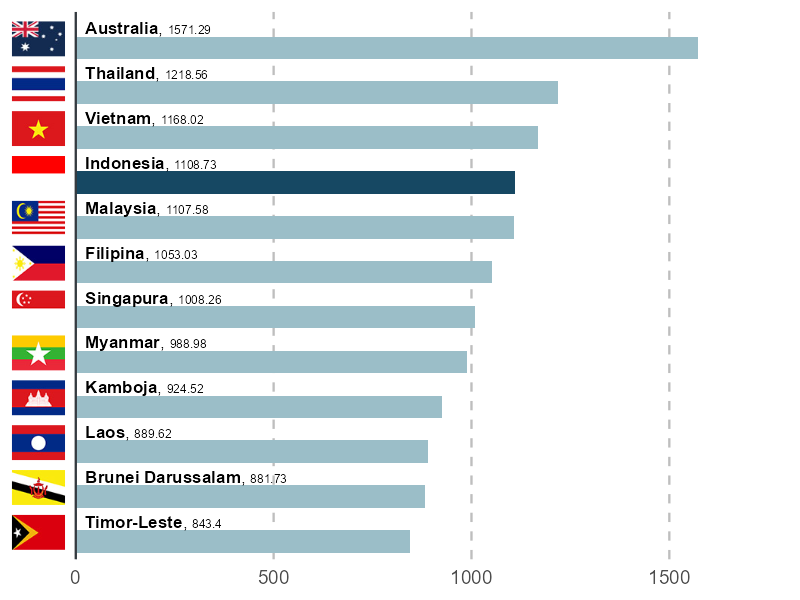 Australia, 1571.29
Thailand, 1218.56
Vietnam, 1168.02
Indonesia, 1108.73
Malaysia, 1107.58
Filipina, 1053.03
Singapura, 1008.26
Myanmar, 988.98
Kamboja, 924.52
Laos, 889.62
Brunei Darussalam, 881.73
Timor-Leste, 843.4
0 500 1000 1500